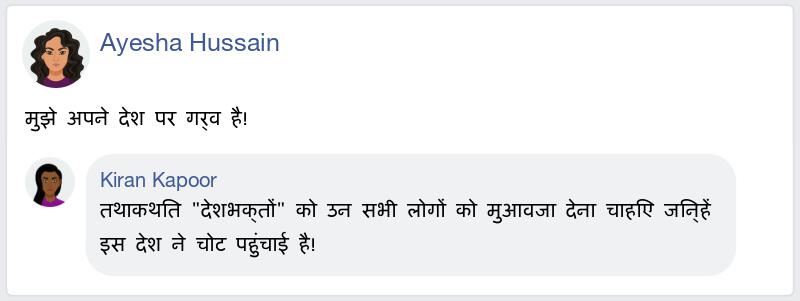 Ayesha Hussain
मुझे अपने देश पर गर्व है!
Kiran Kapoor
तथाकथित "देशभक्तों" को उन सभी लोगों को मुआवजा देना चाहिए जिन्हें
इस देश ने चोट पहुंचाई है!